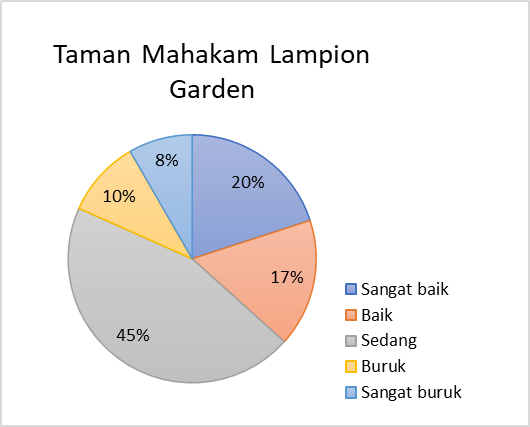 Taman Mahakam Lampion
Garden
8%
20%
10%
17%
45%
Sangat baik
Baik
Sedang
Buruk
Sangat buruk